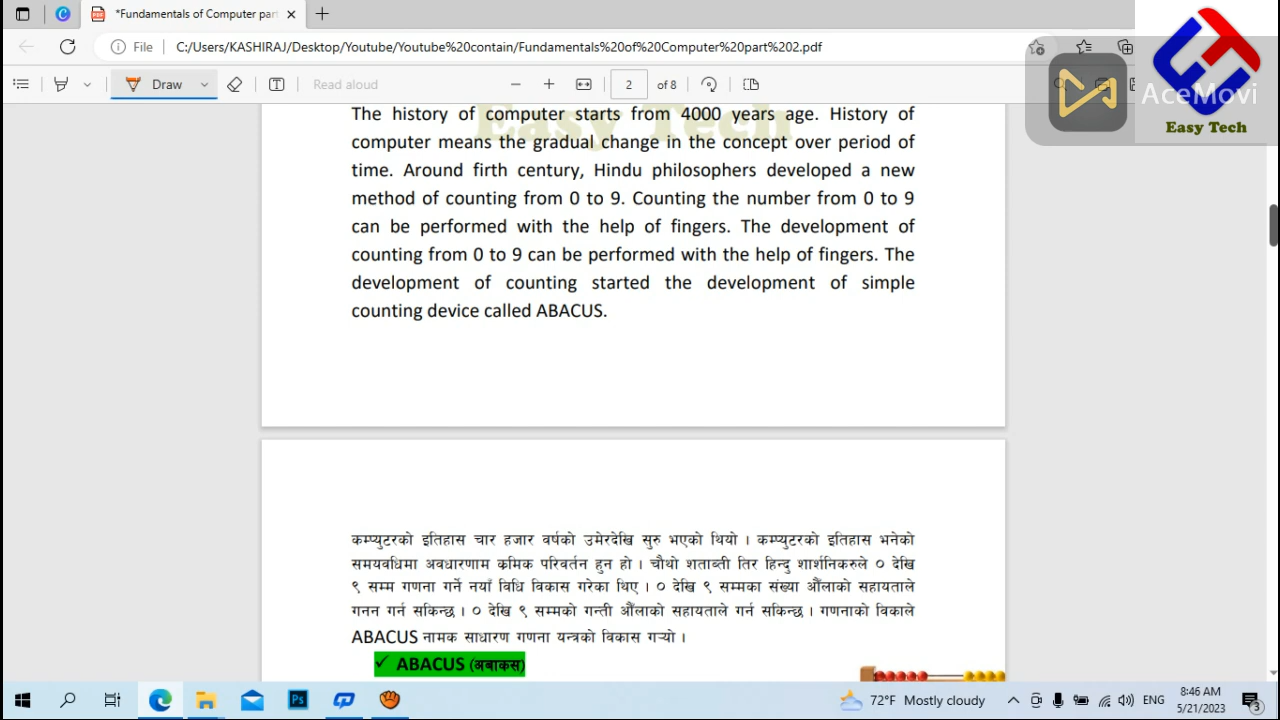 *Fundamentals of Computer part
File
C:/Users/KASHIRAJ/Desktop/Youtube/Youtube%20contain/Fundamentals%20of%20Computer%20part%202.pdf
Draw
Read aloud
2 of 8
AceMovi
Easy Tech
Easy Tech
The history of computer starts from 4000 years age. History of
computer means the gradual change in the concept over period of
time. Around firth century, Hindu philosophers developed a new
method of counting from 0 to 9. Counting the number from 0 to 9
can be performed with the help of fingers. The development of
counting from 0 to 9 can be performed with the help of fingers. The
development of counting started the development of simple
counting device called ABACUS.
कम्प्युटरको इतिहास चार हजार वर्षको उमेरदेखि सुरु भएको थियो । कम्प्युटरको इतिहास भनेको
समयवधिमा अवधारणाम क्रमिक परिवर्तन हुन हो । चौथो शताब्ती तिर हिन्दु शार्शनिकरुले ० देखि
९ सम्म गणना गर्ने नयाँ विधि विकास गरेका थिए । ० देखि ९ सम्मका संख्या औंलाको सहायताले
गनन गर्न सकिन्छ । ० देखि ९ सम्मको गन्ती औंलाको सहायताले गर्न सकिन्छ । गणनाको विकाले
ABACUS नामक साधारण गणना यन्त्रको विकास गर्‍यो ।
✓ ABACUS (अबाकस)
72°F Mostly cloudy
ENG
8:46 AM
5/21/2023
3